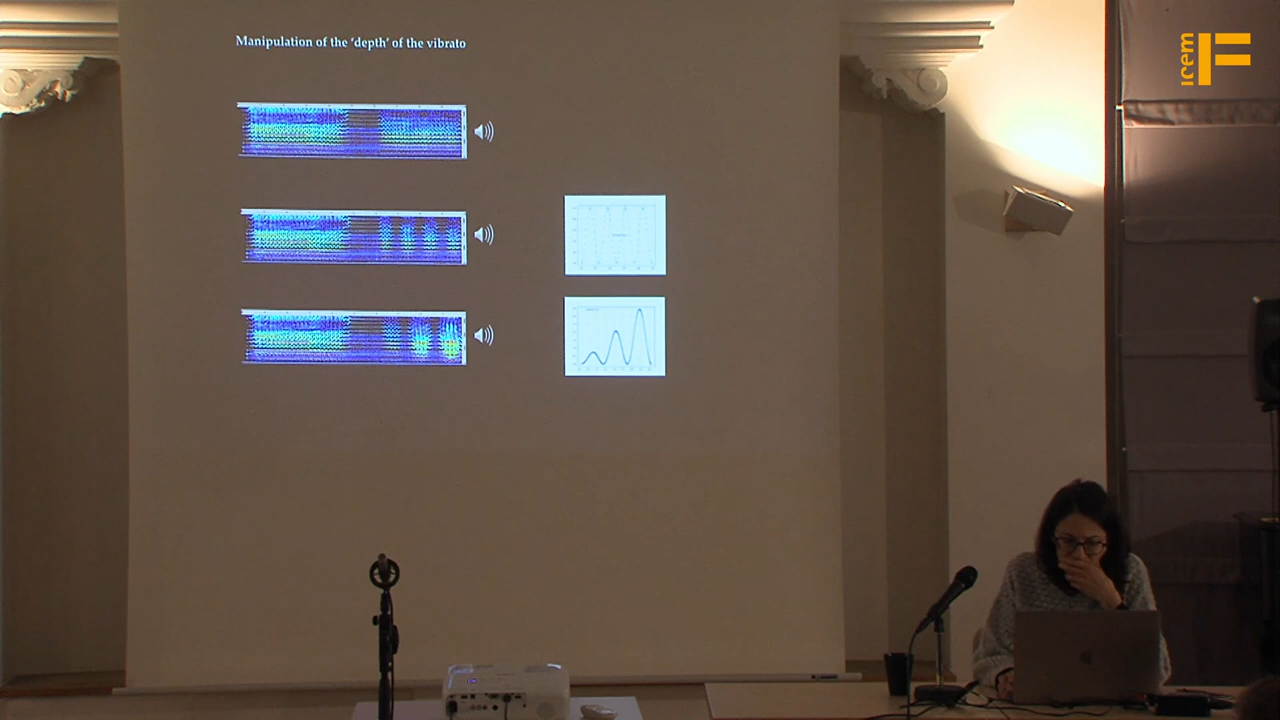 Manipulation of the 'depth' of the vibrato
icem